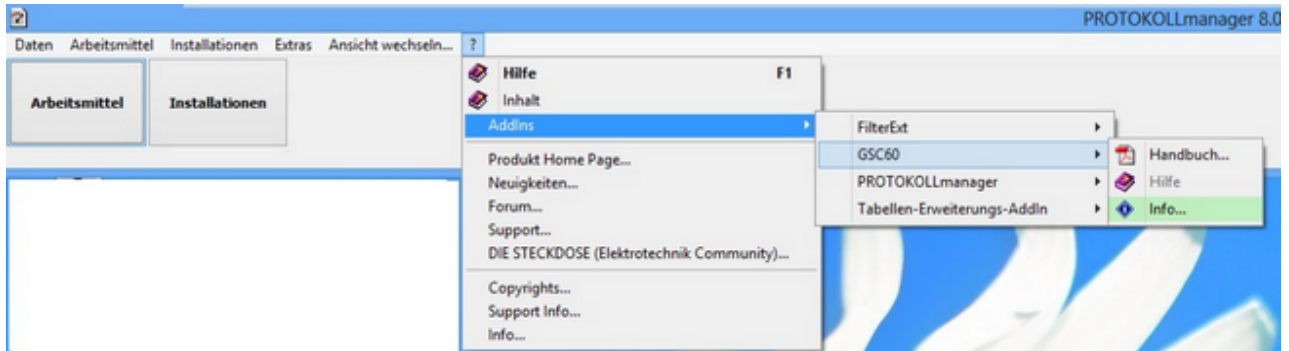 PROTOKOLLmanager 8.0
Daten Arbeitsmittel Installationen Extras Ansicht wechseln... ?
Arbeitsmittel Installationen
Hilfe F1
Inhalt
AddIns
Produkt Home Page...
Neuigkeiten...
Forum...
Support...
DIE STECKDOSE (Elektrotechnik Community)...
Copyrights...
Support Info...
Info...
FilterExt
GSC60
PROTOKOLLmanager
Tabellen-Erweiterungs-AddIn
Handbuch...
Hilfe
Info...